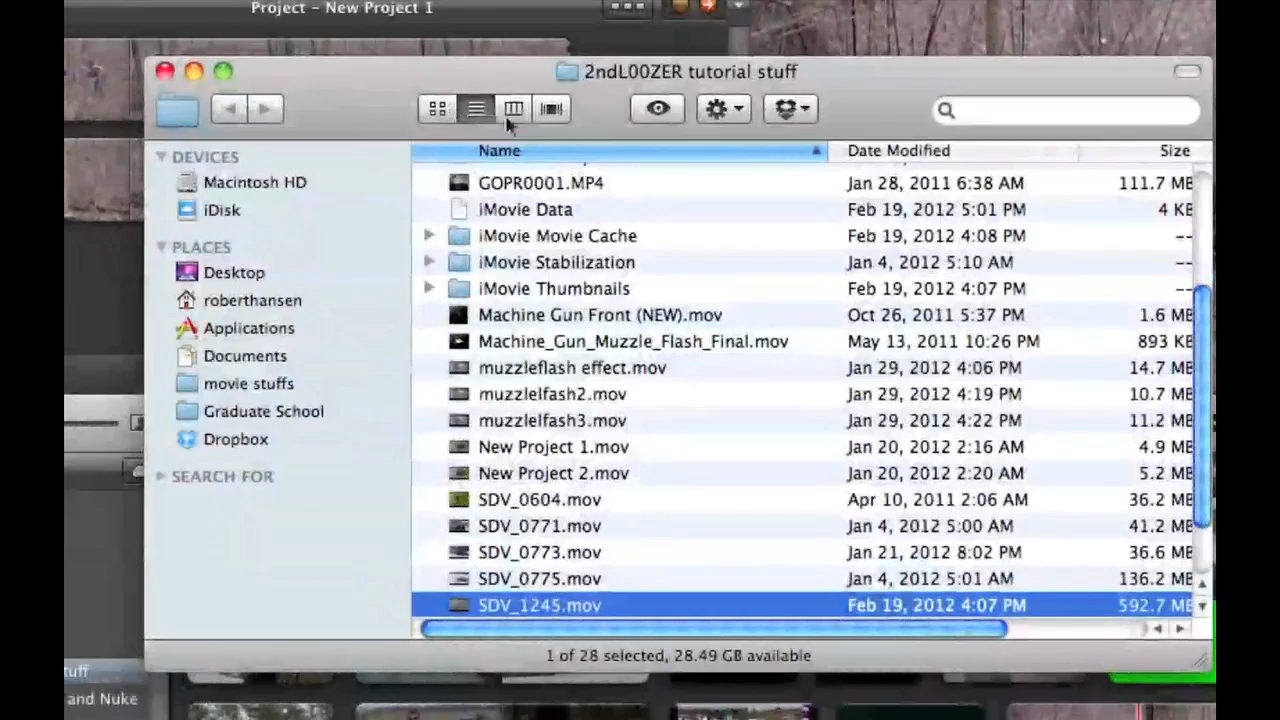 Project - New Project 1
2ndL00ZER tutorial stuff
DEVICES
Macintosh HD
iDisk
PLACES
Desktop
roberthansen
Applications
Documents
movie stuffs
Graduate School
Dropbox
SEARCH FOR
Name Date Modified Size
GOPR0001.MP4 Jan 28, 2011 6:38 AM 111.7 MB
iMovie Data Feb 19, 2012 5:01 PM 4 KB
iMovie Movie Cache Feb 19, 2012 4:08 PM --
iMovie Stabilization Jan 4, 2012 5:10 AM --
iMovie Thumbnails Feb 19, 2012 4:07 PM --
Machine Gun Front (NEW).mov Oct 26, 2011 5:37 PM 1.6 MB
Machine_Gun_Muzzle_Flash_Final.mov May 13, 2011 10:26 PM 893 KB
muzzleflash effect.mov Jan 29, 2012 4:06 PM 14.7 MB
muzzlelfash2.mov Jan 29, 2012 4:19 PM 10.7 MB
muzzlelfash3.mov Jan 29, 2012 4:22 PM 11.2 MB
New Project 1.mov Jan 20, 2012 2:16 AM 4.9 MB
New Project 2.mov Jan 20, 2012 2:20 AM 5.2 MB
SDV_0604.mov Apr 10, 2011 2:06 AM 36.2 MB
SDV_0771.mov Jan 4, 2012 5:00 AM 41.2 MB
SDV_0773.mov Jan 21, 2012 8:02 PM 36.6 MB
SDV_0775.mov Jan 4, 2012 5:01 AM 136.2 MB
SDV_1245.mov Feb 19, 2012 4:07 PM 592.7 MB
1 of 28 selected, 28.49 GB available
and Nuke